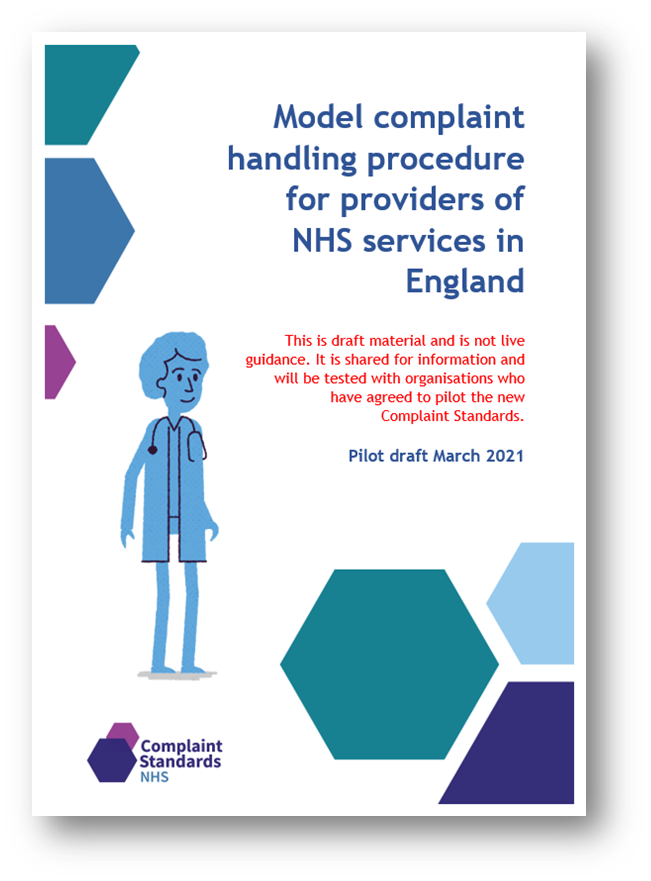 Model complaint
handling procedure
for providers of
NHS services in
England
This is draft material and is not live
guidance. It is shared for information and
will be tested with organisations who
have agreed to pilot the new
Complaint Standards.
Pilot draft March 2021
Complaint
Standards
NHS